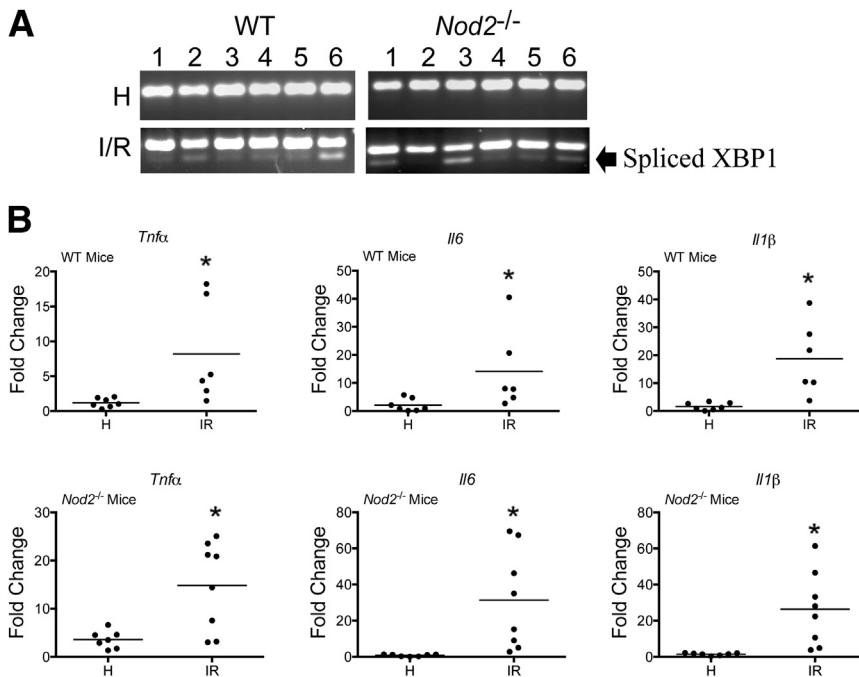 A
WT Nod2-/-
1 2 3 4 5 6 1 2 3 4 5 6
H
I/R Spliced XBP1
B
Tnfα Il6 Il1β
WT Mice WT Mice WT Mice
Fold Change Fold Change Fold Change
20 50 50
15 40 40
10 30 30
5 20 20
0 10 10
0 0
* * *
H IR H IR H IR
Tnfα Il6 Il1β
Nod2-/- Mice Nod2-/- Mice Nod2-/- Mice
Fold Change Fold Change Fold Change
30 80 80
20 60 60
10 40 40
0 20 20
0 0
* * *
H IR H IR H IR